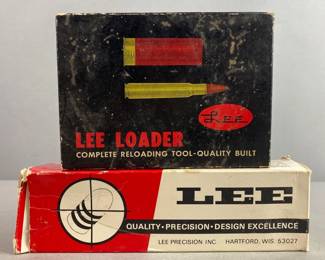 Lee
LEE LOADER
COMPLETE RELOADING TOOL-QUALITY BUILT
LEE
QUALITY · PRECISION · DESIGN EXCELLENCE
LEE PRECISION INC HARTFORD, WIS. 53027